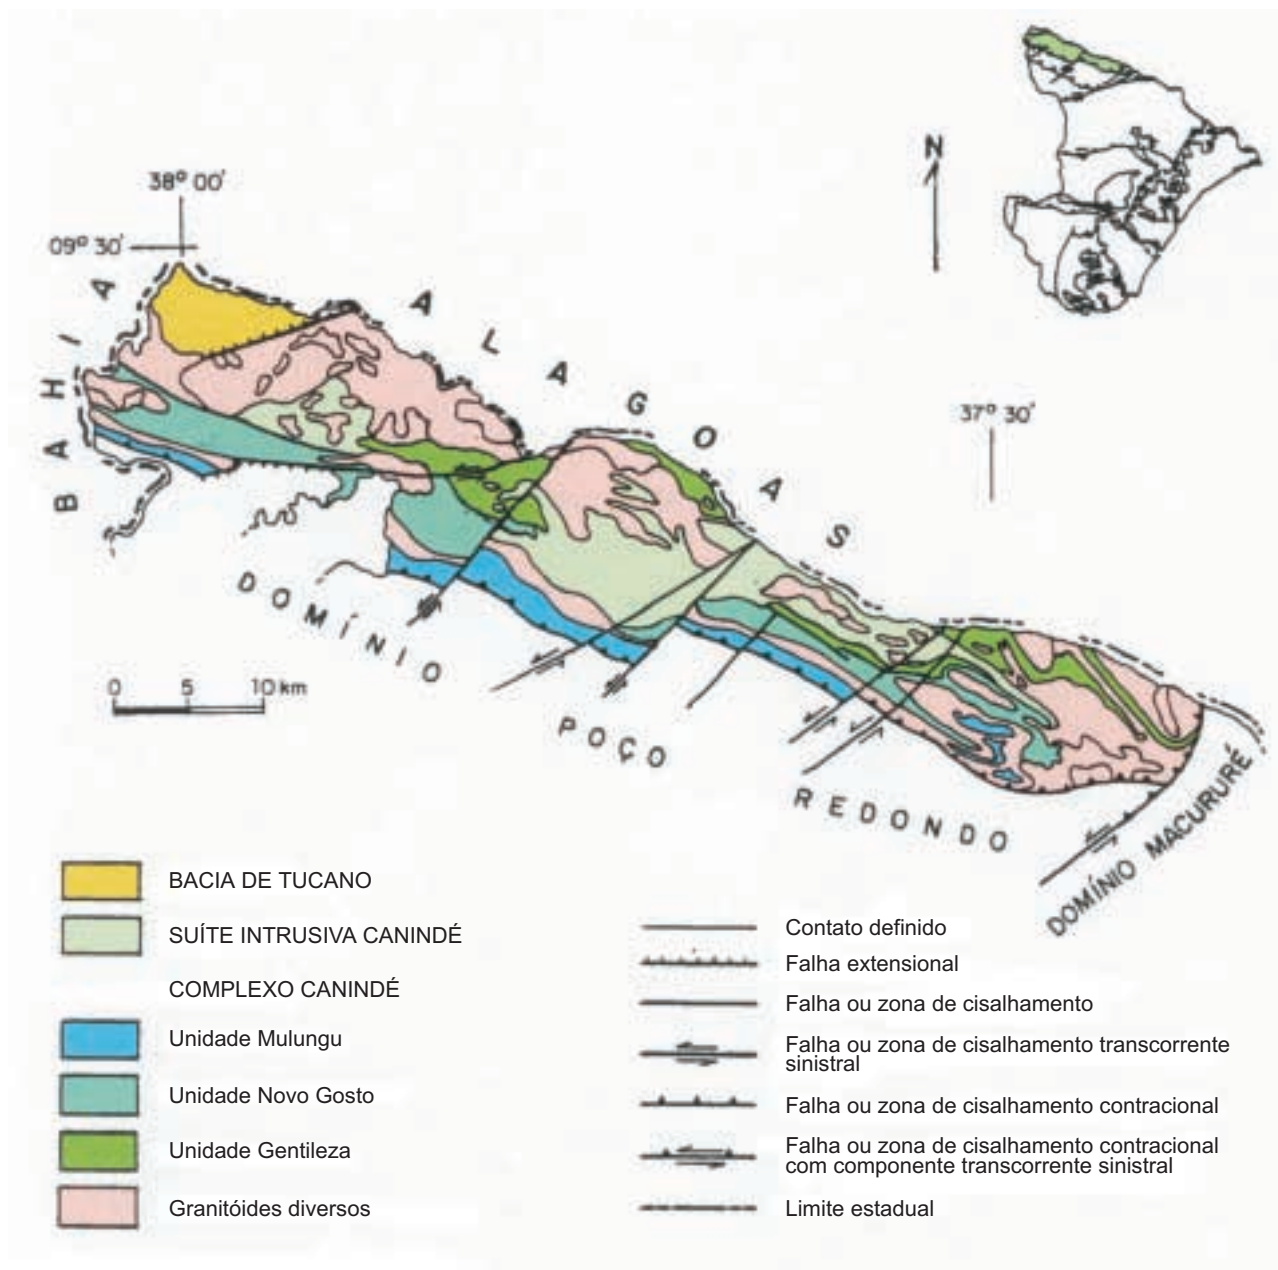 N
38º 00'
09º 30'
BAHIA
ALAGOAS
37º 30'
DOMÍNIO
POÇO
REDONDO
DOMÍNIO MACURURÉ
0 5 10 km
BACIA DE TUCANO
SUÍTE INTRUSIVA CANINDÉ
COMPLEXO CANINDÉ
Unidade Mulungu
Unidade Novo Gosto
Unidade Gentileza
Granitóides diversos
Contato definido
Falha extensional
Falha ou zona de cisalhamento
Falha ou zona de cisalhamento transcorrente
sinistral
Falha ou zona de cisalhamento contracional
Falha ou zona de cisalhamento contracional
com componente transcorrente sinistral
Limite estadual